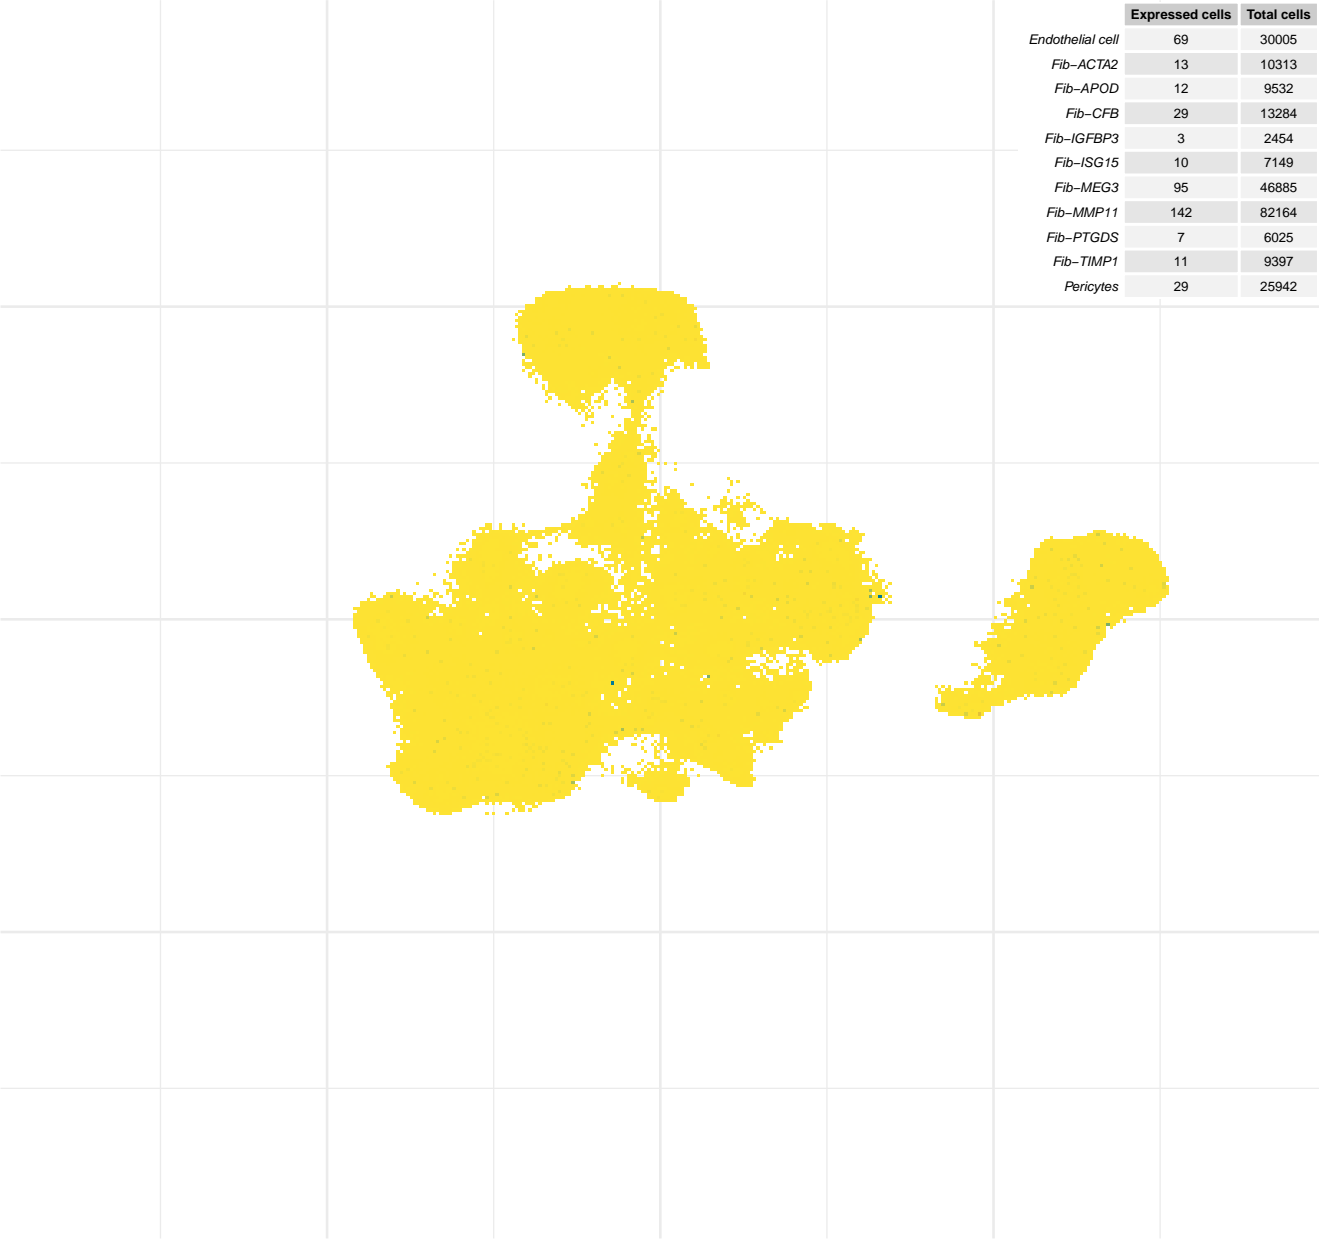 Expressed cells Total cells
Endothelial cell 69 30005
Fib−ACTA2 13 10313
Fib−APOD 12 9532
Fib−CFB 29 13284
Fib−IGFBP3 3 2454
Fib−ISG15 10 7149
Fib−MEG3 95 46885
Fib−MMP11 142 82164
Fib−PTGDS 7 6025
Fib−TIMP1 11 9397
Pericytes 29 25942